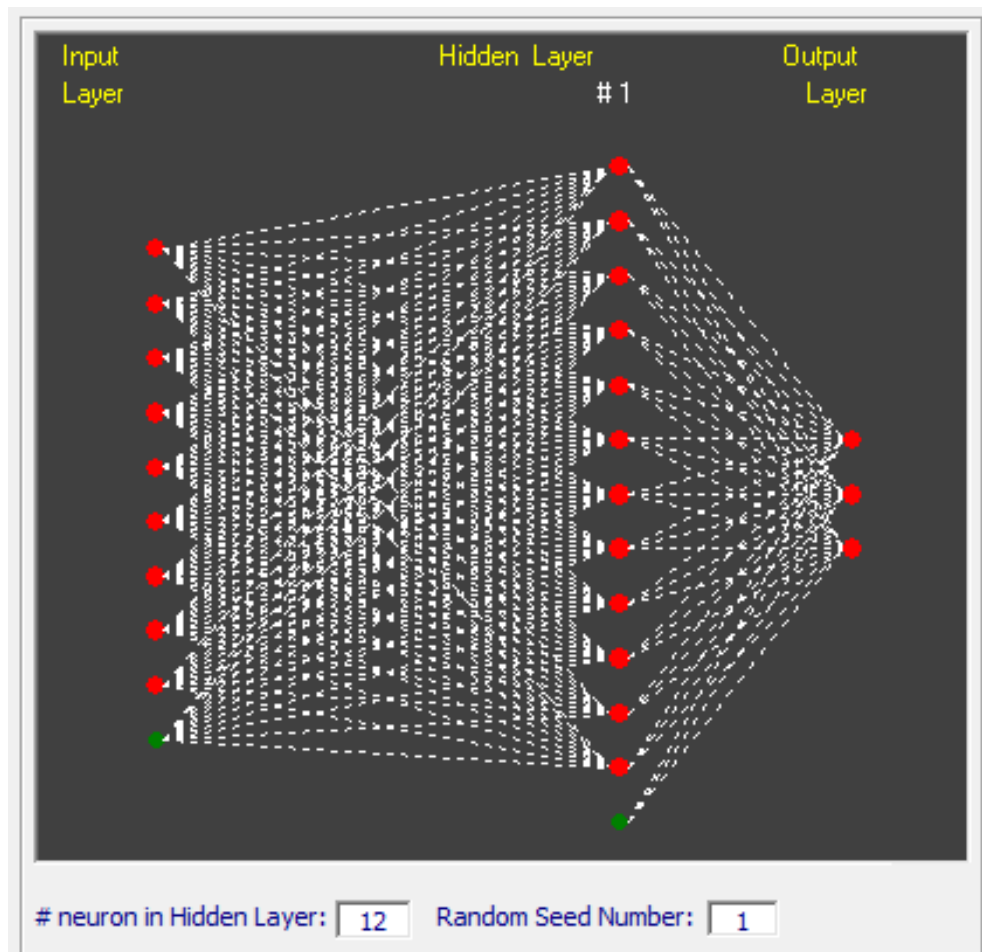 Input Hidden Layer Output
Layer # 1 Layer
# neuron in Hidden Layer: 12 Random Seed Number: 1